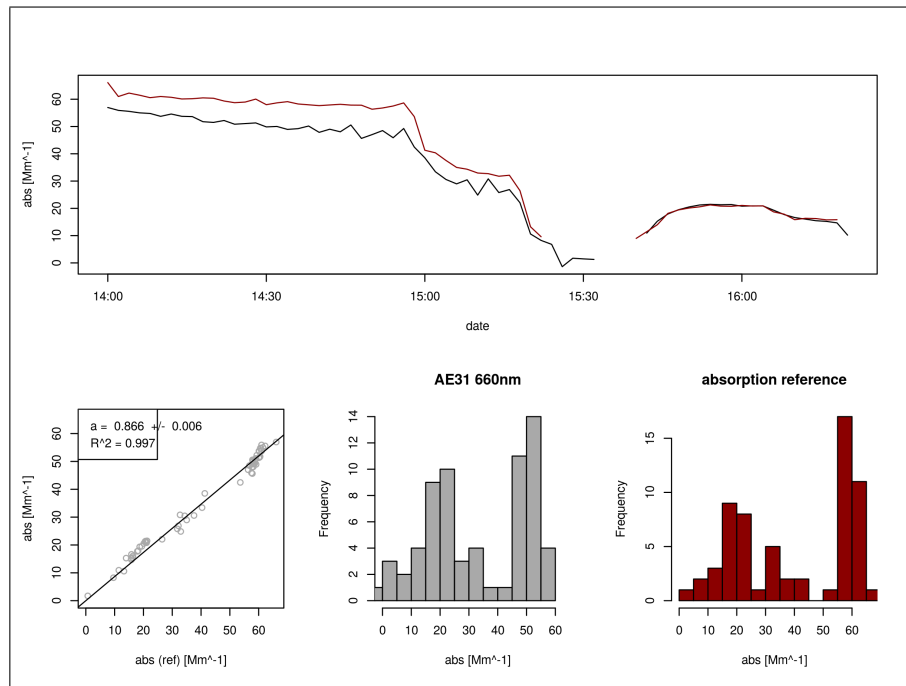 abs [Mm^-1]
60
50
40
30
20
10
0
14:00 14:30 15:00 15:30 16:00
date
a = 0.866 +/- 0.006
R^2 = 0.997
abs [Mm^-1]
60
50
40
30
20
10
0
0 10 20 30 40 50 60
abs (ref) [Mm^-1]
AE31 660nm
Frequency
14
12
10
8
6
4
2
0
0 10 20 30 40 50 60
abs [Mm^-1]
absorption reference
Frequency
15
10
5
0
0 10 20 30 40 50 60
abs [Mm^-1]